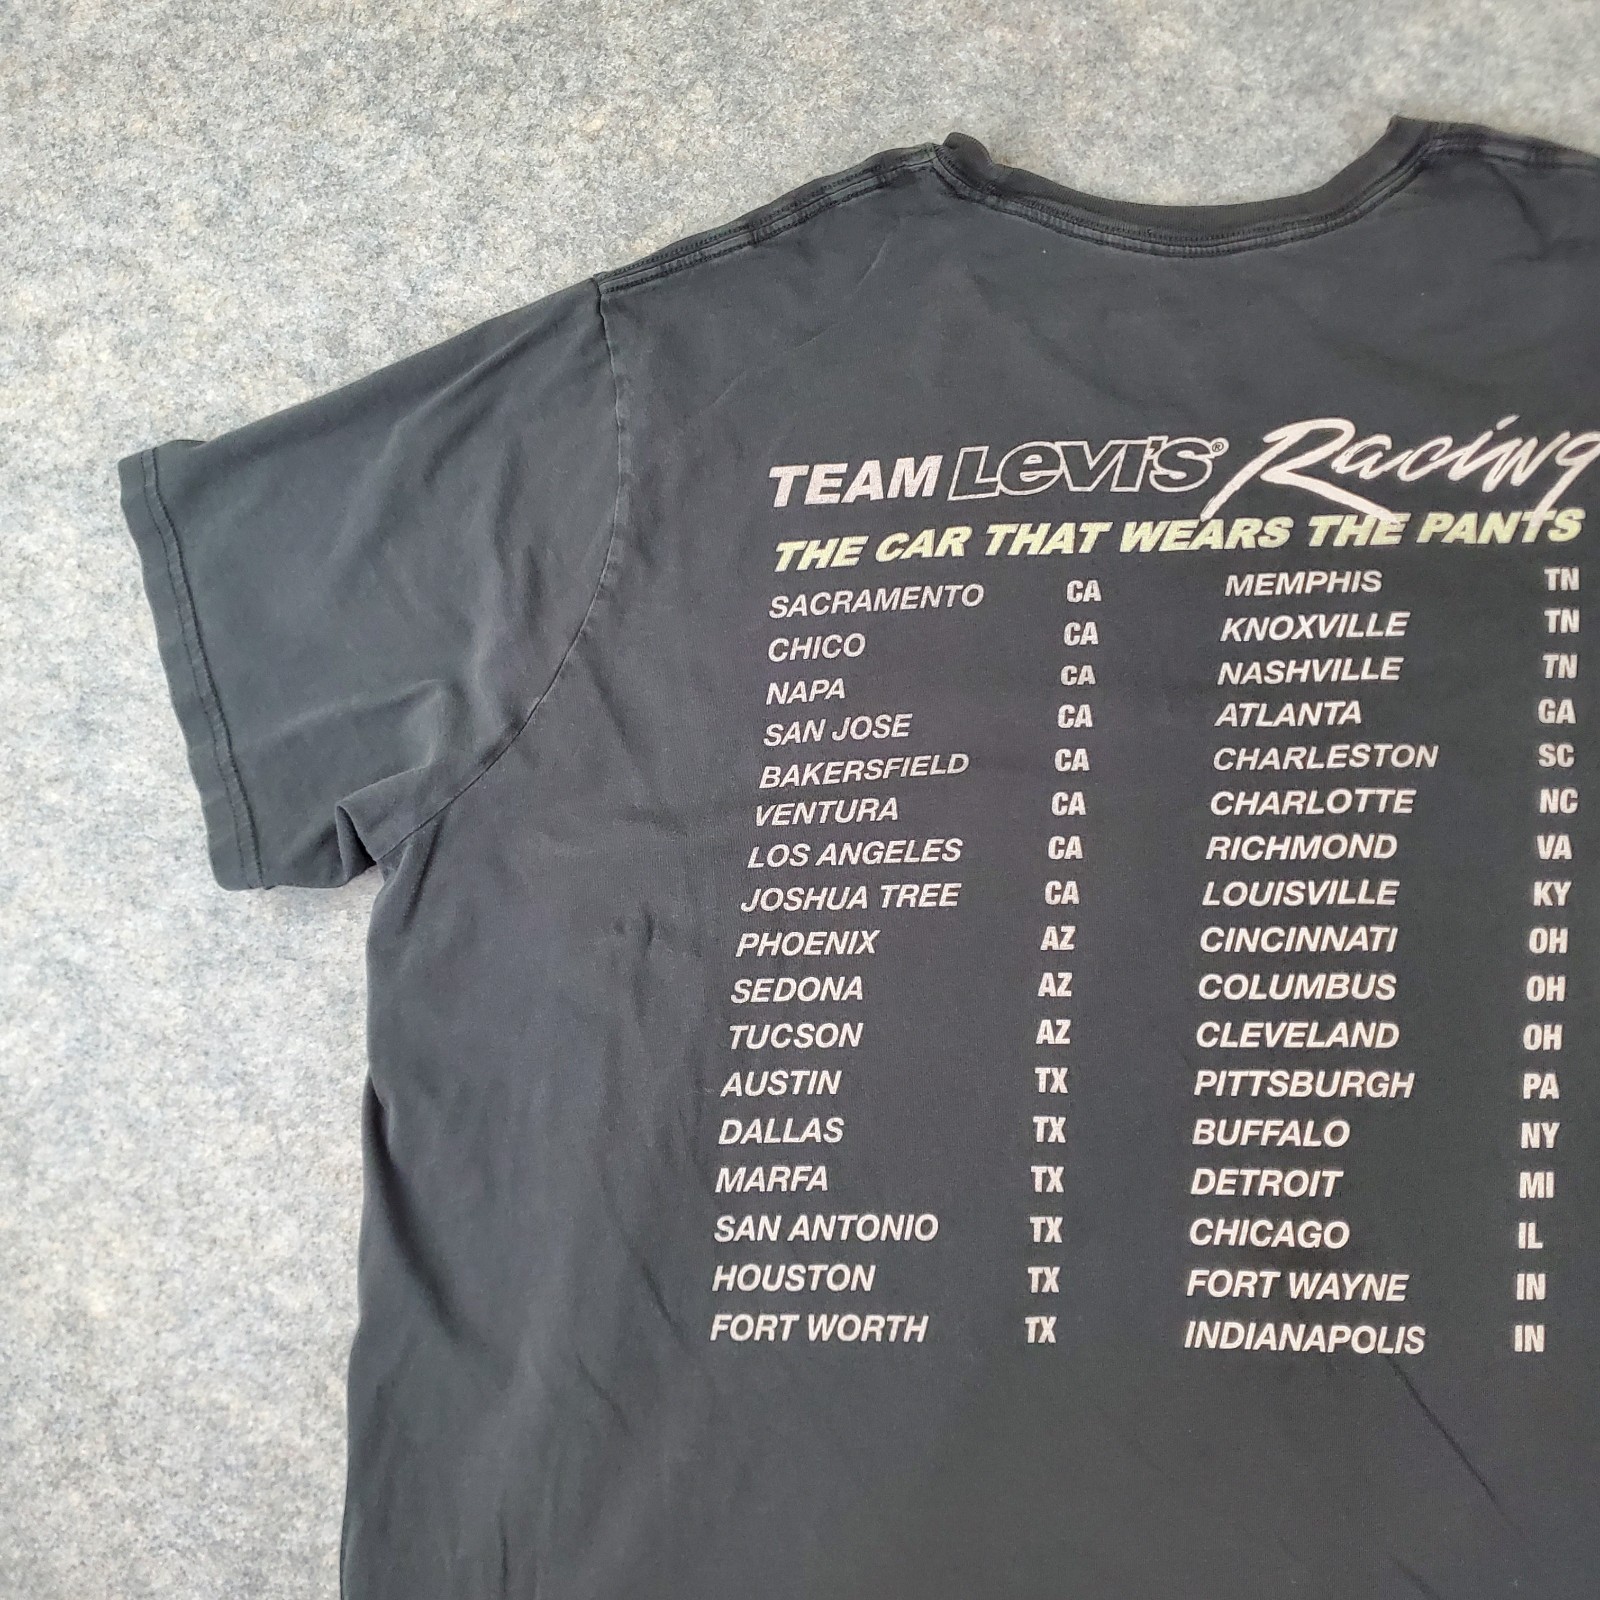 TEAM Levi's® Racing
THE CAR THAT WEARS THE PANTS
SACRAMENTO CA
CHICO CA
NAPA CA
SAN JOSE CA
BAKERSFIELD CA
VENTURA CA
LOS ANGELES CA
JOSHUA TREE CA
PHOENIX AZ
SEDONA AZ
TUCSON AZ
AUSTIN TX
DALLAS TX
MARFA TX
SAN ANTONIO TX
HOUSTON TX
FORT WORTH TX
MEMPHIS TN
KNOXVILLE TN
NASHVILLE TN
ATLANTA GA
CHARLESTON SC
CHARLOTTE NC
RICHMOND VA
LOUISVILLE KY
CINCINNATI OH
COLUMBUS OH
CLEVELAND OH
PITTSBURGH PA
BUFFALO NY
DETROIT MI
CHICAGO IL
FORT WAYNE IN
INDIANAPOLIS IN